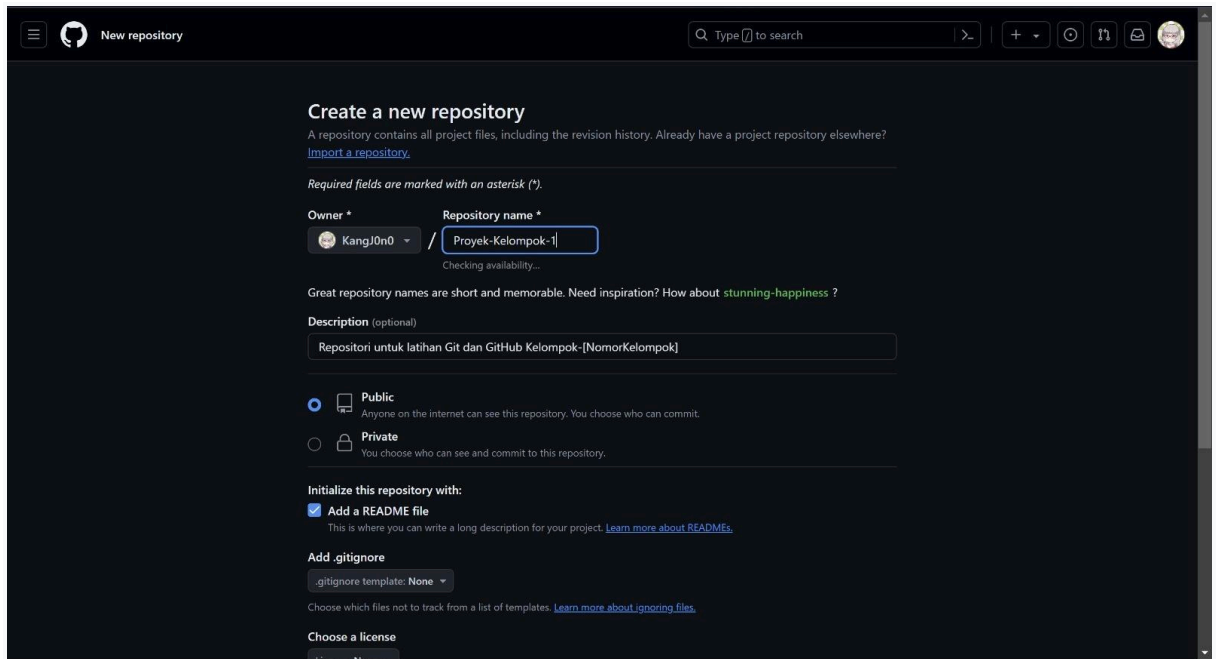 New repository
Type / to search
Create a new repository
A repository contains all project files, including the revision history. Already have a project repository elsewhere?
Import a repository.
Required fields are marked with an asterisk (*).
Owner *
Repository name *
KangJ0n0
/
Proyek-Kelompok-1
Checking availability...
Great repository names are short and memorable. Need inspiration? How about stunning-happiness ?
Description (optional)
Repositori untuk latihan Git dan GitHub Kelompok-[NomorKelompok]
Public
Anyone on the internet can see this repository. You choose who can commit.
Private
You choose who can see and commit to this repository.
Initialize this repository with:
Add a README file
This is where you can write a long description for your project. Learn more about READMEs.
Add .gitignore
.gitignore template: None
Choose which files not to track from a list of templates. Learn more about ignoring files.
Choose a license